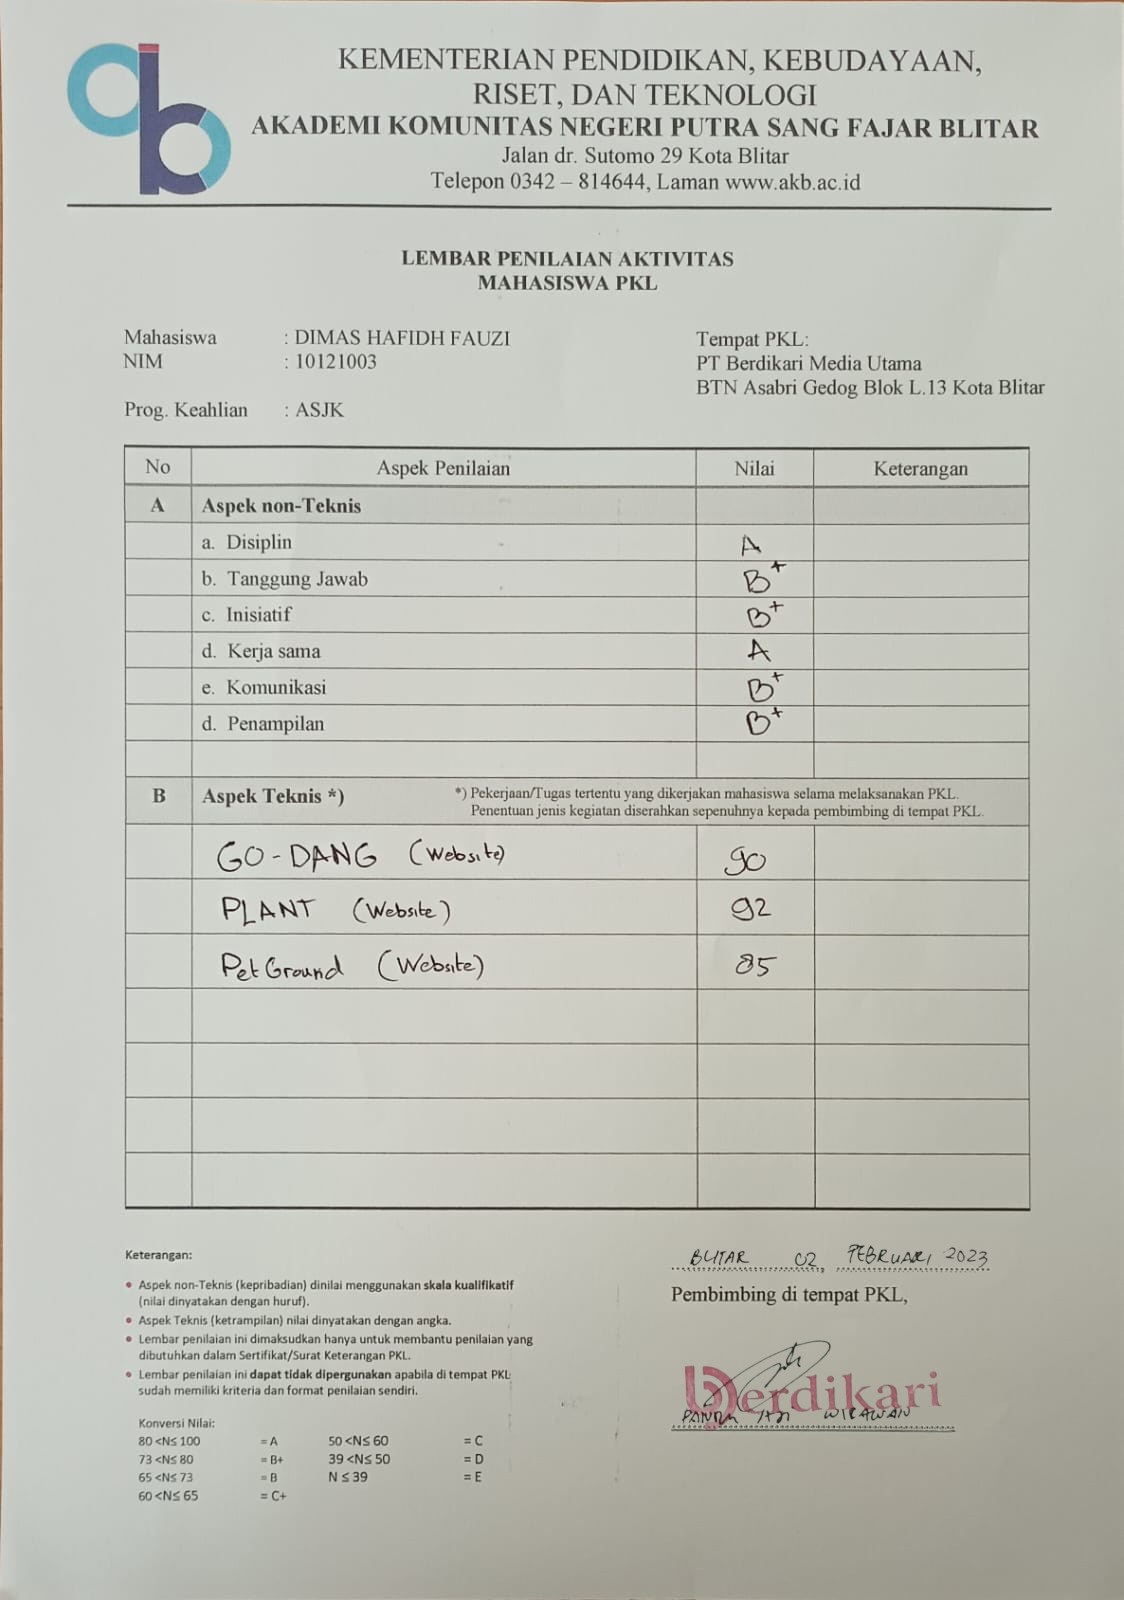 KEMENTERIAN PENDIDIKAN, KEBUDAYAAN,
RISET, DAN TEKNOLOGI
AKADEMI KOMUNITAS NEGERI PUTRA SANG FAJAR BLITAR
Jalan dr. Sutomo 29 Kota Blitar
Telepon 0342 – 814644, Laman www.akb.ac.id
LEMBAR PENILAIAN AKTIVITAS
MAHASISWA PKL
Mahasiswa : DIMAS HAFIDH FAUZI
NIM : 10121003
Prog. Keahlian : ASJK
Tempat PKL:
PT Berdikari Media Utama
BTN Asabri Gedog Blok L.13 Kota Blitar
No Aspek Penilaian Nilai Keterangan
A Aspek non-Teknis
a. Disiplin A
b. Tanggung Jawab B+
c. Inisiatif B+
d. Kerja sama A
e. Komunikasi B+
d. Penampilan B+
B Aspek Teknis *) *) Pekerjaan/Tugas tertentu yang dikerjakan mahasiswa selama melaksanakan PKL.
Penentuan jenis kegiatan diserahkan sepenuhnya kepada pembimbing di tempat PKL.
GO-DANG (Website) 90
PLANT (Website) 92
PetGround (Website) 85
Keterangan:
• Aspek non-Teknis (kepribadian) dinilai menggunakan skala kualifikatif
(nilai dinyatakan dengan huruf).
• Aspek Teknis (ketrampilan) nilai dinyatakan dengan angka.
• Lembar penilaian ini dimaksudkan hanya untuk membantu penilaian yang
dibutuhkan dalam Sertifikat/Surat Keterangan PKL.
• Lembar penilaian ini dapat tidak dipergunakan apabila di tempat PKL
sudah memiliki kriteria dan format penilaian sendiri.
Konversi Nilai:
80 <N≤ 100 = A 50 <N≤ 60 = C
73 <N≤ 80 = B+ 39 <N≤ 50 = D
65 <N≤ 73 = B N ≤ 39 = E
60 <N≤ 65 = C+
BLITAR 02, FEBRUARI 2023
Pembimbing di tempat PKL,
Berdikari
WIRAWAN